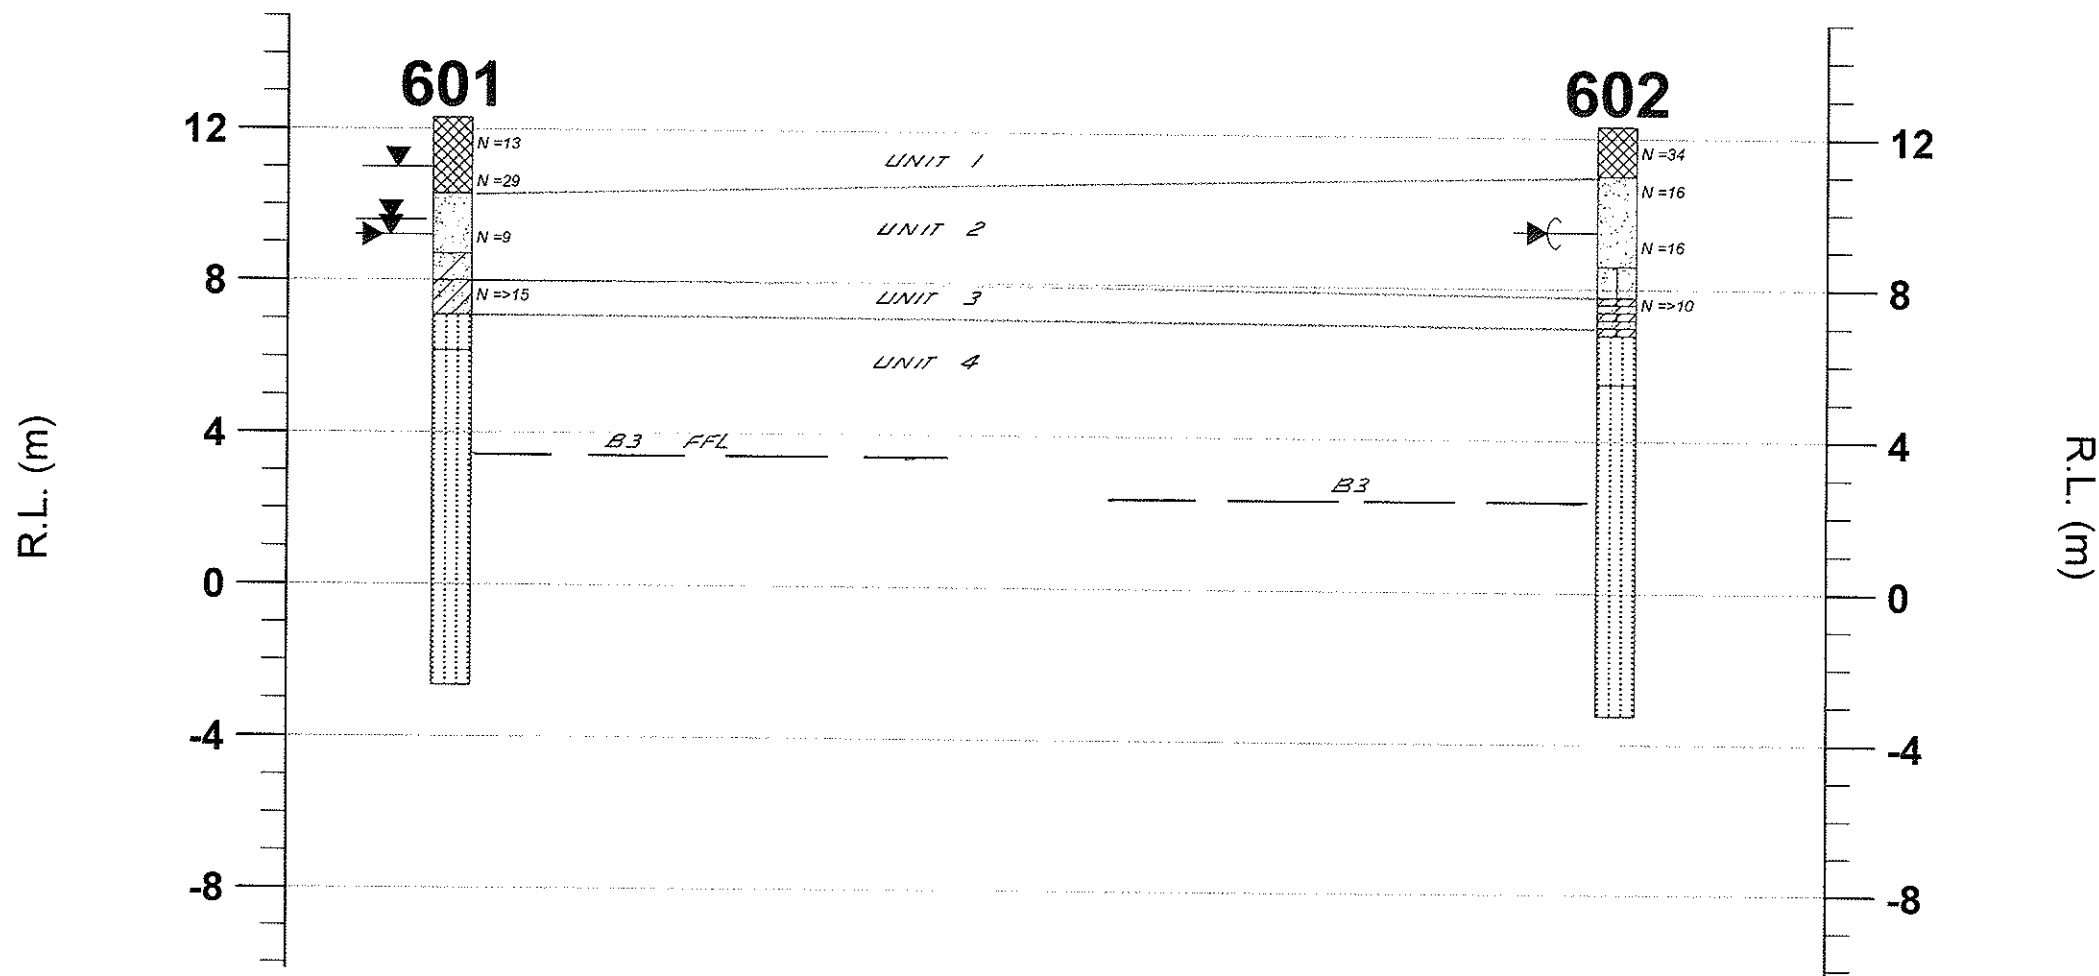 601
602
12
N =13
UNIT 1
N =34
12
N =29
N =16
UNIT 2
N =9
N =16
8
N =>15
UNIT 3
N =>10
8
UNIT 4
4
B3 FFL
4
B3
R.L. (m)
R.L. (m)
0
0
-4
-4
-8
-8